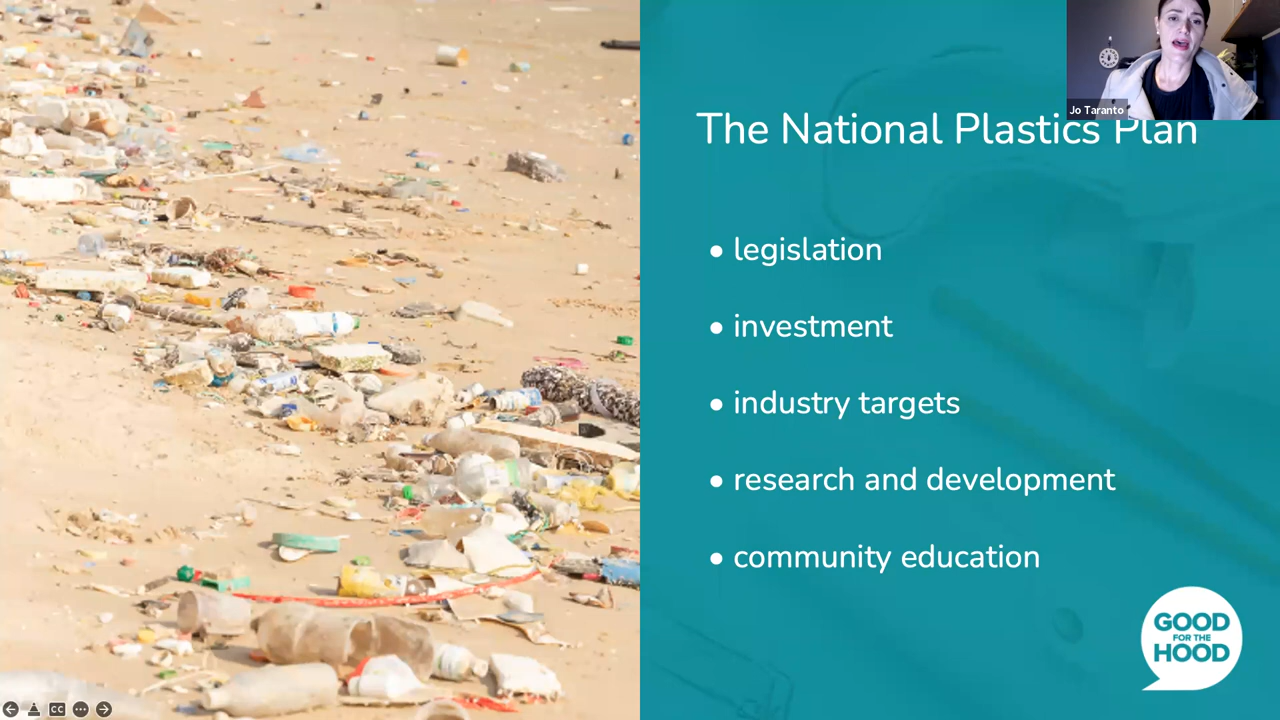 Jo Taranto
The National Plastics Plan
• legislation
• investment
• industry targets
• research and development
• community education
GOOD
FOR THE
HOOD
CC